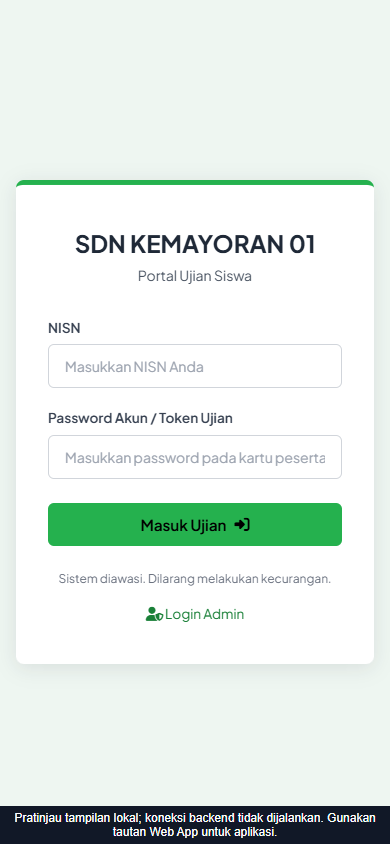 SDN KEMAYORAN 01
Portal Ujian Siswa
NISN
Masukkan NISN Anda
Password Akun / Token Ujian
Masukkan password pada kartu peserta
Masuk Ujian
Sistem diawasi. Dilarang melakukan kecurangan.
Login Admin
Pratinjau tampilan lokal; koneksi backend tidak dijalankan. Gunakan
tautan Web App untuk aplikasi.